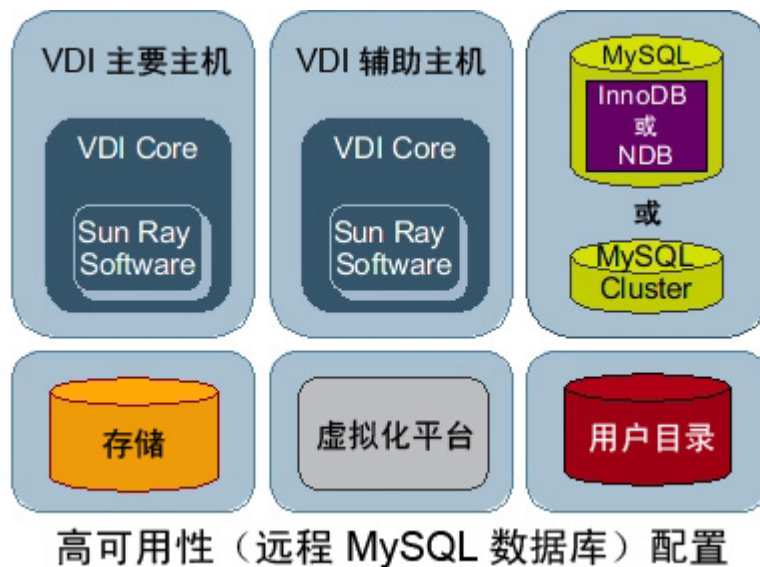 VDI 主要主机
VDI Core
Sun Ray
Software
VDI 辅助主机
VDI Core
Sun Ray
Software
MySQL
InnoDB
或
NDB
或
MySQL
Cluster
存储
虚拟化平台
用户目录
高可用性（远程 MySQL 数据库）配置